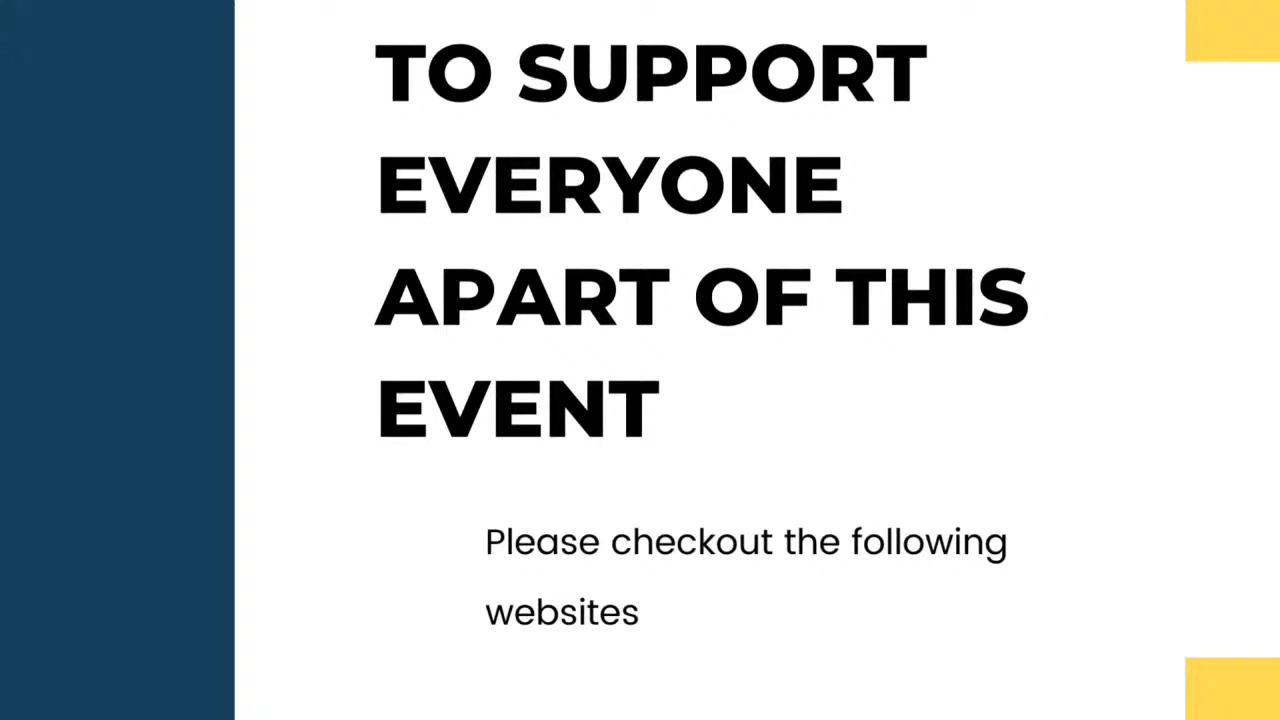 TO SUPPORT
EVERYONE
APART OF THIS
EVENT
Please checkout the following
websites